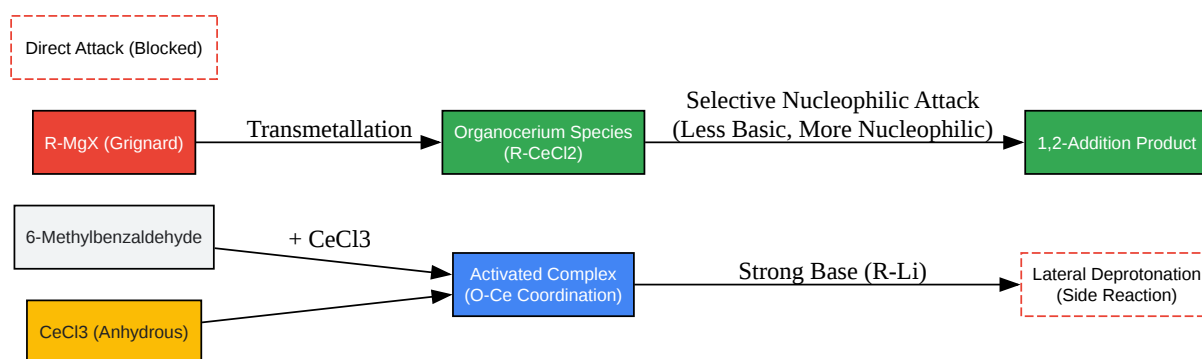 Direct Attack (Blocked)
R-MgX (Grignard)
Transmetallation
Organocerium Species
(R-CeCl2)
Selective Nucleophilic Attack
(Less Basic, More Nucleophilic)
1,2-Addition Product
6-Methylbenzaldehyde
+ CeCl3
CeCl3 (Anhydrous)
Activated Complex
(O-Ce Coordination)
Strong Base (R-Li)
Lateral Deprotonation
(Side Reaction)